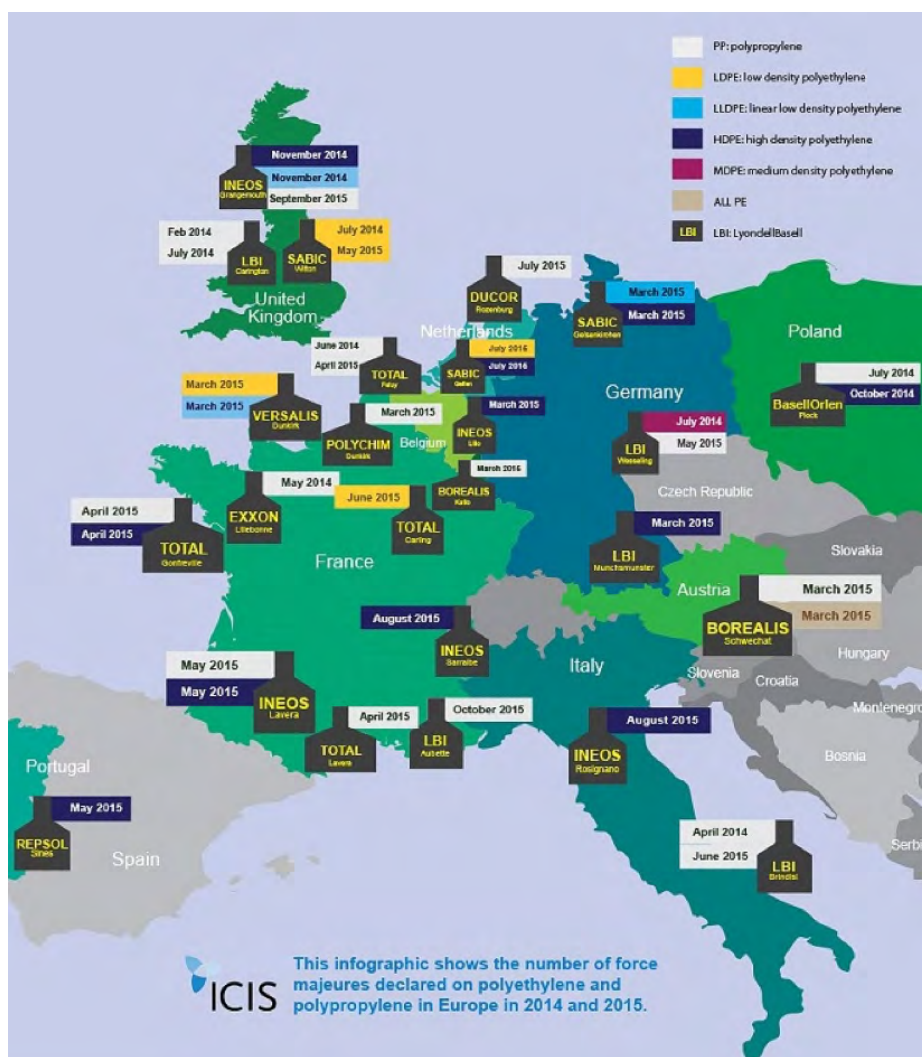 PP: polypropylene
LDPE: low density polyethylene
LLDPE: linear low density polyethylene
HDPE: high density polyethylene
MDPE: medium density polyethylene
ALL PE
LBI
LBI: LyondellBasell
November 2014
November 2014
September 2015
INEOS
Grangemouth
Feb 2014
July 2014
LBI
Carington
July 2014
May 2015
SABIC
Wilton
United
Kingdom
July 2015
DUCOR
Rozenburg
Netherlands
March 2015
March 2015
SABIC
Gelsenkirchen
Poland
June 2014
April 2015
TOTAL
Feluy
July 2016
July 2016
SABIC
Gellen
Germany
July 2014
October 2014
BasellOrlen
Plock
March 2015
March 2015
VERSALIS
Dunkirk
March 2015
POLYCHIM
Dunkirk
Belgium
March 2015
INEOS
Lillo
July 2014
May 2015
LBI
Wesseling
Czech Republic
May 2014
EXXON
Lillebonne
June 2015
TOTAL
Carling
March 2016
BOREALIS
Kallo
April 2015
April 2015
TOTAL
Gonfreville
France
March 2015
LBI
Munchsmunster
Slovakia
Austria
March 2015
March 2015
BOREALIS
Schwechat
August 2015
INEOS
Sarralbe
Italy
Hungary
Slovenia
Croatia
Montenegro
Bosnia
Serbi
May 2015
May 2015
INEOS
Lavera
April 2015
TOTAL
Lavera
October 2015
LBI
Aubette
August 2015
INEOS
Rosignano
Portugal
May 2015
REPSOL
Sines
Spain
April 2014
June 2015
LBI
Brindisi
ICIS
This infographic shows the number of force
majeures declared on polyethylene and
polypropylene in Europe in 2014 and 2015.